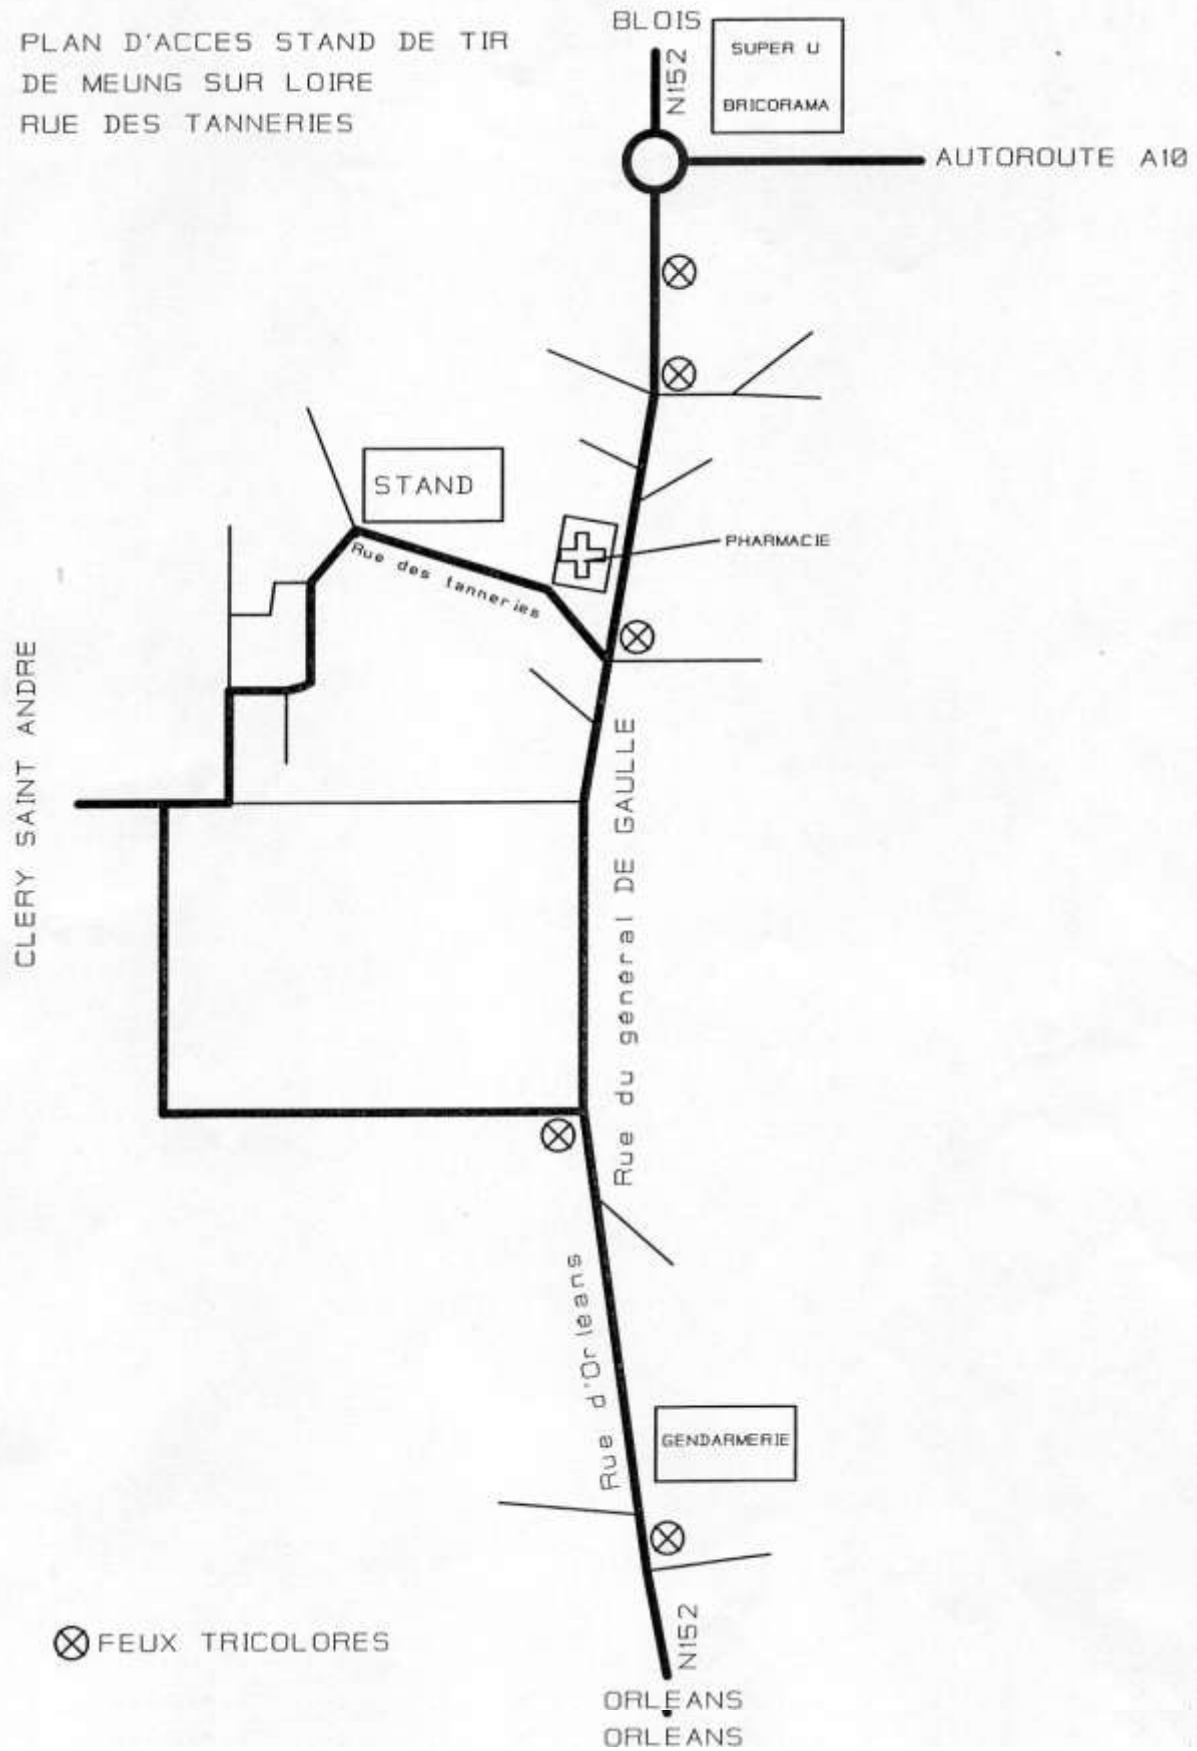 PLAN D'ACCES STAND DE TIR
DE MEUNG SUR LOIRE
RUE DES TANNERIES
BLOIS
N152
SUPER U
BRICORAMA
AUTOROUTE A10
STAND
Rue des tanneries
PHARMACIE
CLERY SAINT ANDRE
Rue du général DE GAULLE
Rue d'Orléans
GENDARMERIE
N152
FEUX TRICOLORES
ORLEANS
ORLEANS